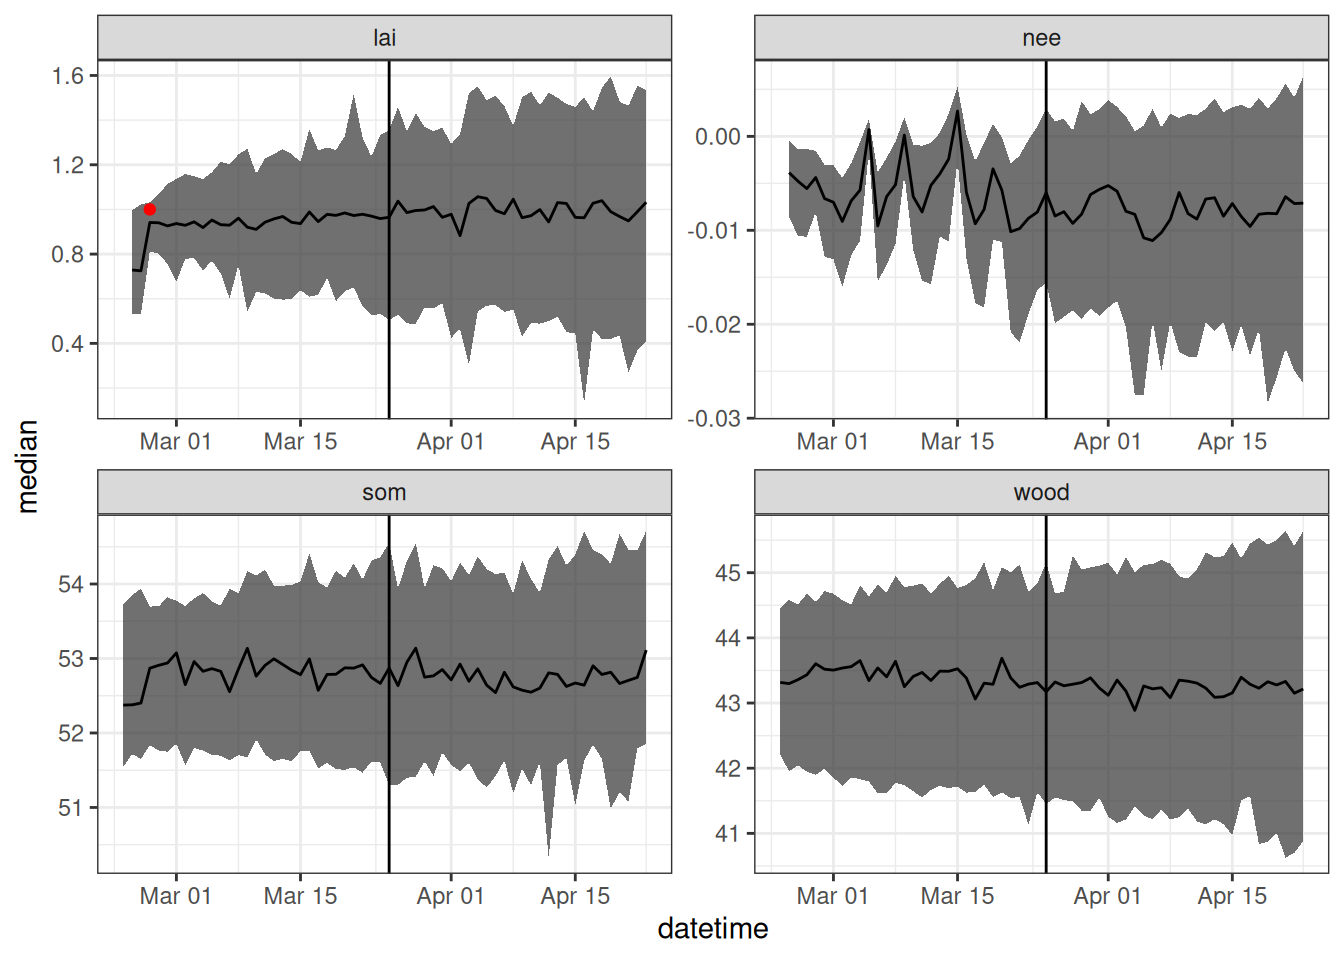 lai
nee
1.6
1.2
0.8
0.4
0.00
-0.01
-0.02
-0.03
Mar 01
Mar 15
Apr 01
Apr 15
Mar 01
Mar 15
Apr 01
Apr 15
median
som
wood
54
53
52
51
45
44
43
42
41
Mar 01
Mar 15
Apr 01
Apr 15
Mar 01
Mar 15
Apr 01
Apr 15
datetime